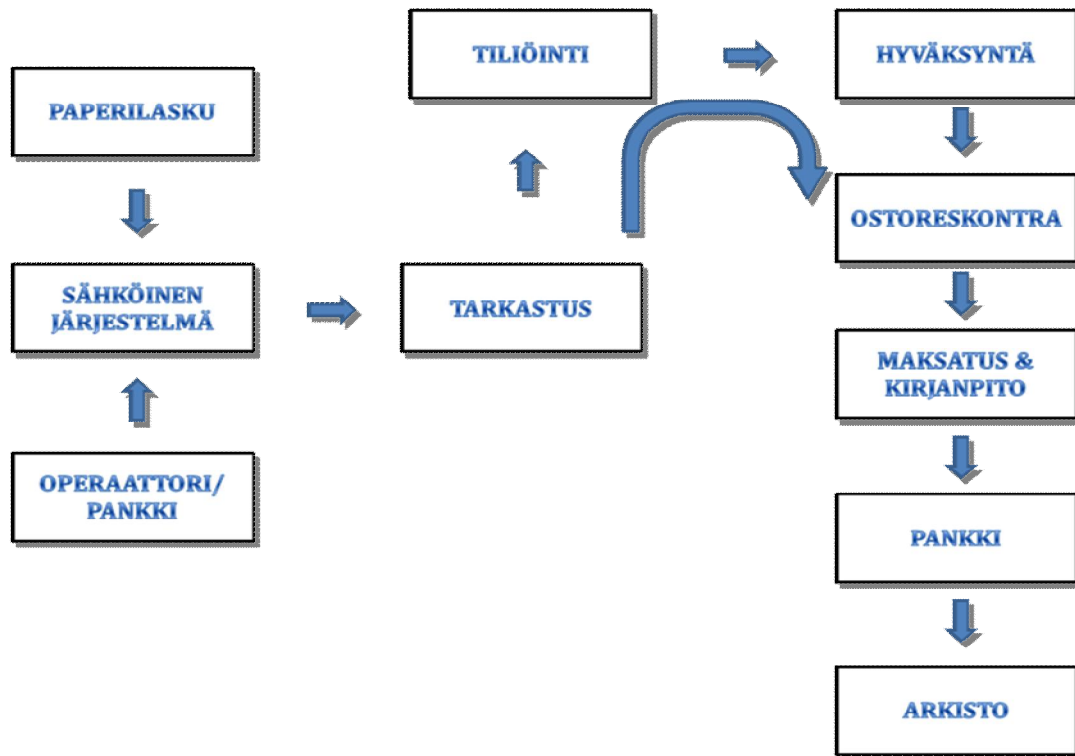 PAPERILASKU
SÄHKÖINEN
JÄRJESTELMÄ
OPERAATTORI/
PANKKI
TARKASTUS
TILIÖINTI
HYVÄKSYNTÄ
OSTORESKONTRA
MAKSATUS &
KIRJANPITO
PANKKI
ARKISTO